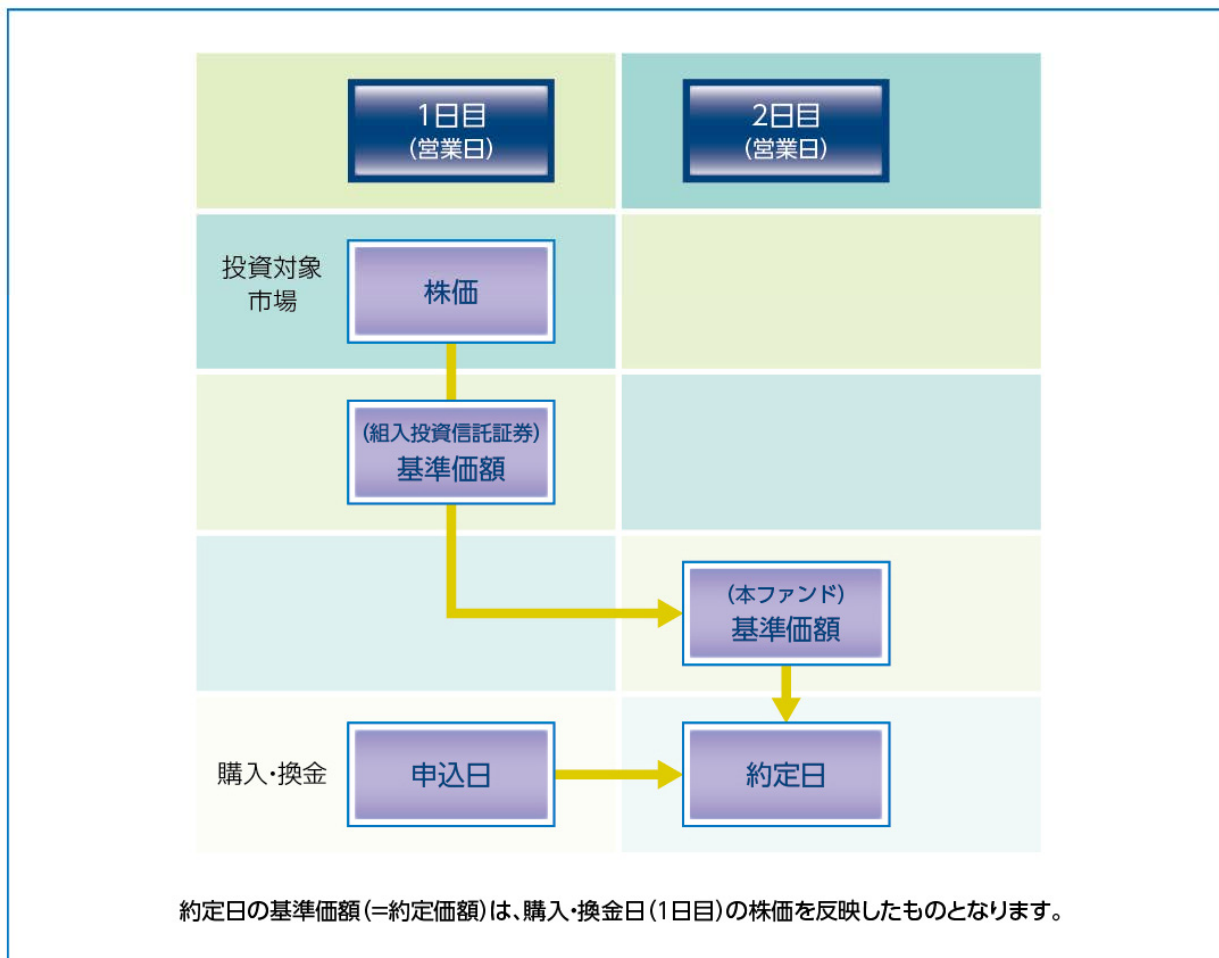 1日目
(営業日)
2日目
(営業日)
投資対象
市場
株価
(組入投資信託証券)
基準価額
(本ファンド)
基準価額
購入・換金
申込日
約定日
約定日の基準価額(=約定価額)は、購入・換金日(1日目)の株価を反映したものとなります。